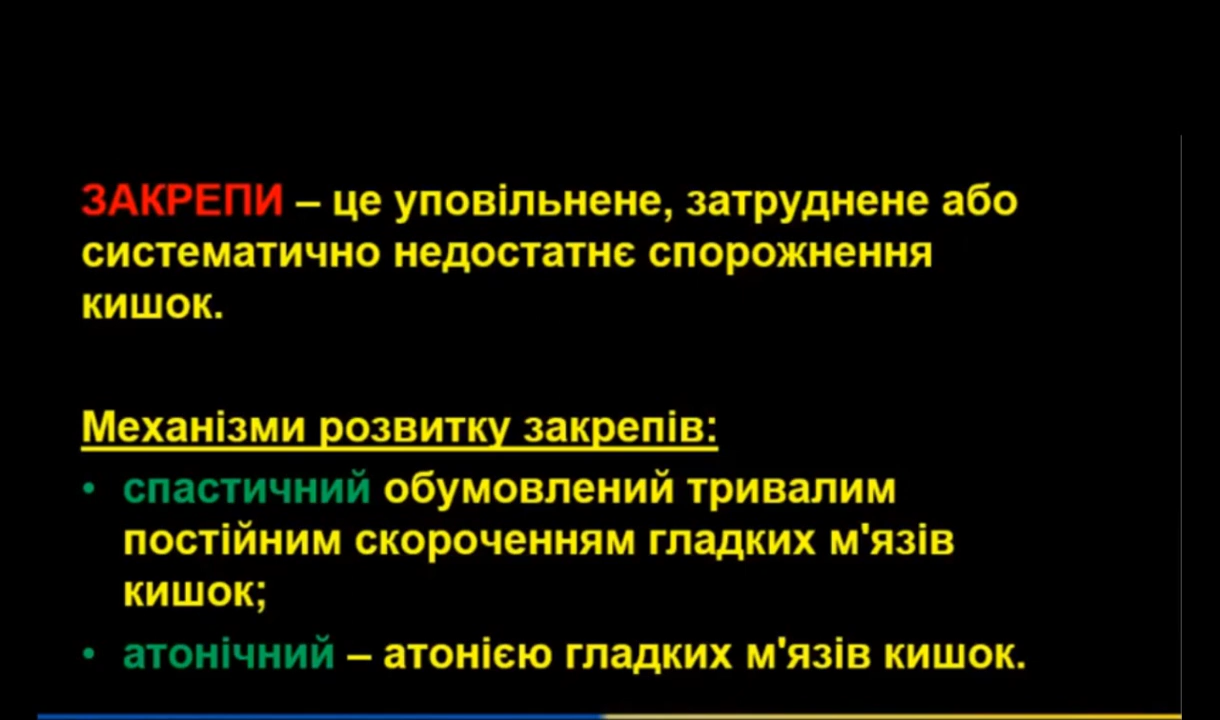 ЗАКРЕПИ – це уповільнене, затруднене або
систематично недостатнє спорожнення
кишок.
Механізми розвитку закрепів:
• спастичний обумовлений тривалим
постійним скороченням гладких м'язів
кишок;
• атонічний – атонією гладких м'язів кишок.